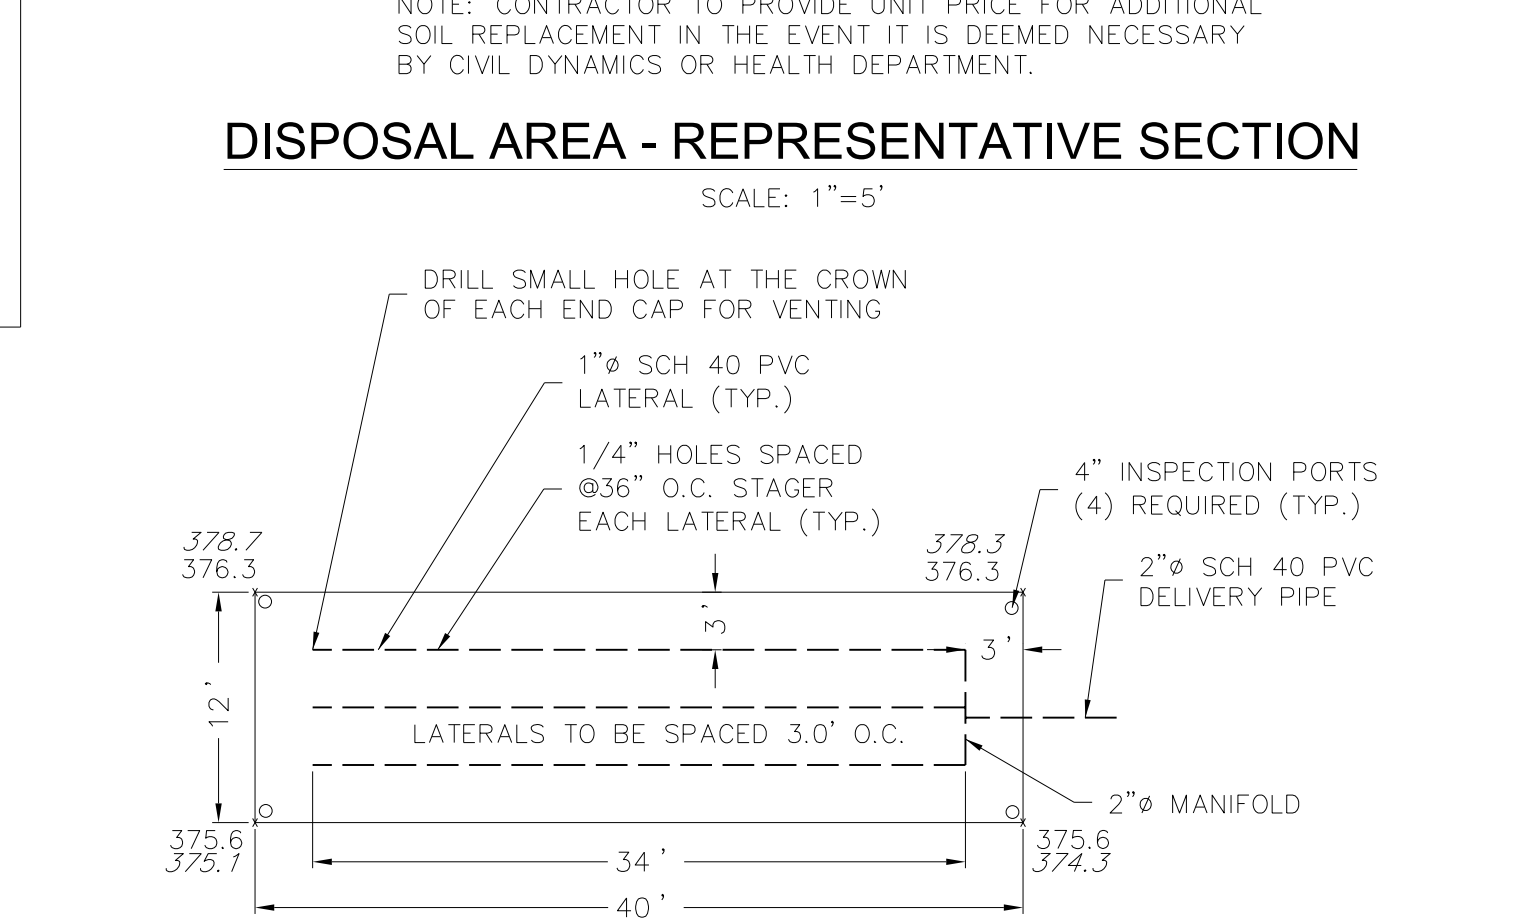 NOTE: CONTRACTOR TO PROVIDE UNIT PRICE FOR ADDITIONAL
SOIL REPLACEMENT IN THE EVENT IT IS DEEMED NECESSARY
BY CIVIL DYNAMICS OR HEALTH DEPARTMENT.
DISPOSAL AREA - REPRESENTATIVE SECTION
SCALE: 1"=5'
DRILL SMALL HOLE AT THE CROWN
OF EACH END CAP FOR VENTING
1"ø SCH 40 PVC
LATERAL (TYP.)
1/4" HOLES SPACED
@36" O.C. STAGER
EACH LATERAL (TYP.)
4" INSPECTION PORTS
(4) REQUIRED (TYP.)
378.7
376.3
378.3
376.3
2"ø SCH 40 PVC
DELIVERY PIPE
3'
3'
12'
LATERALS TO BE SPACED 3.0' O.C.
2"ø MANIFOLD
375.6
375.1
375.6
374.3
34'
40'